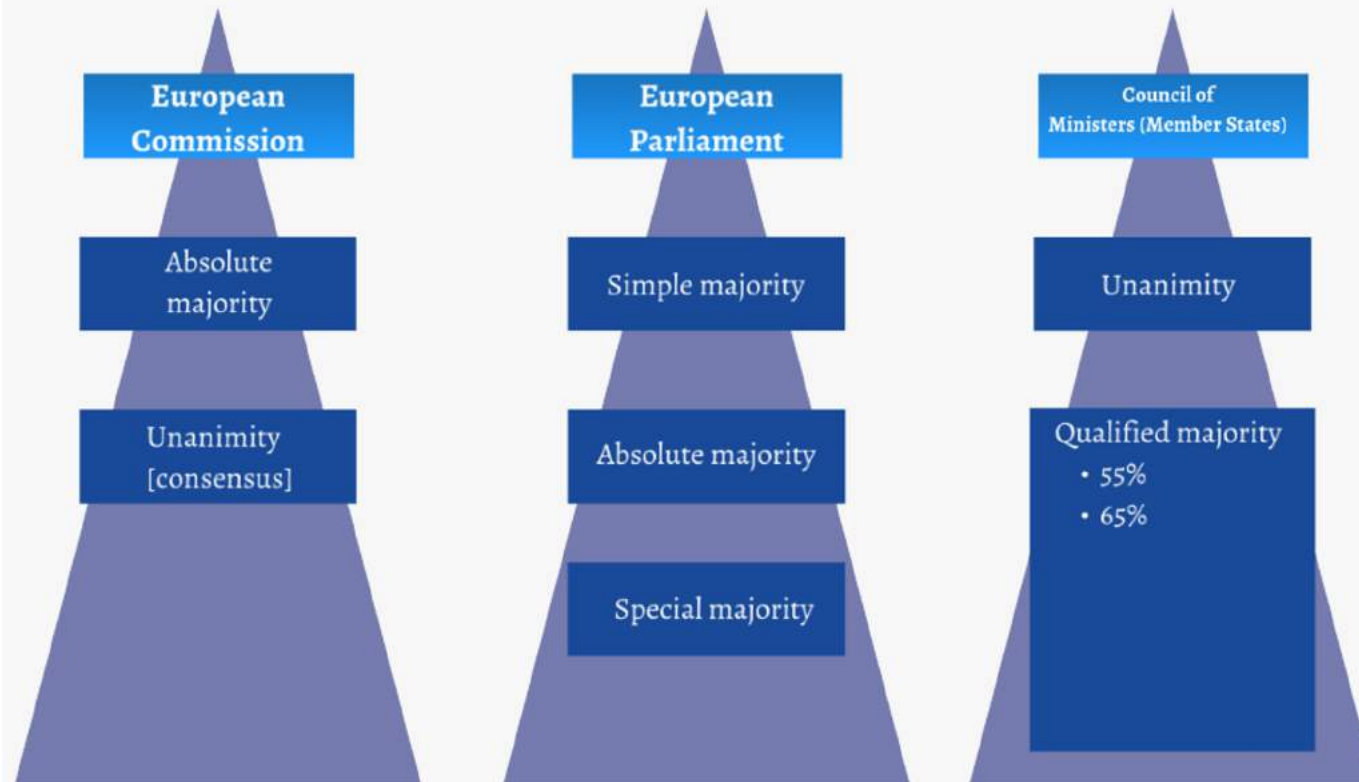 European
Commission
Absolute
majority
Unanimity
[consensus]
European
Parliament
Simple majority
Absolute majority
Special majority
Council of
Ministers (Member States)
Unanimity
Qualified majority
• 55%
• 65%